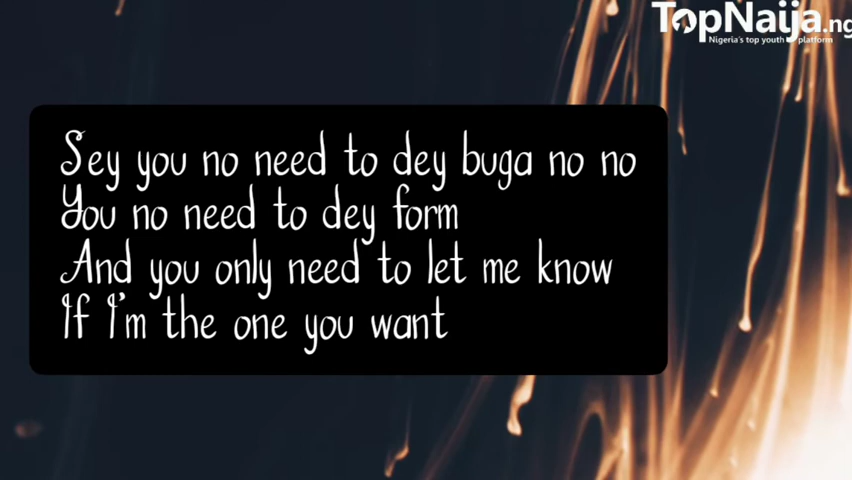 TopNaija.ng
Nigeria's top youth platform
Sey you no need to dey buga no no
You no need to dey form
And you only need to let me know
If I'm the one you want